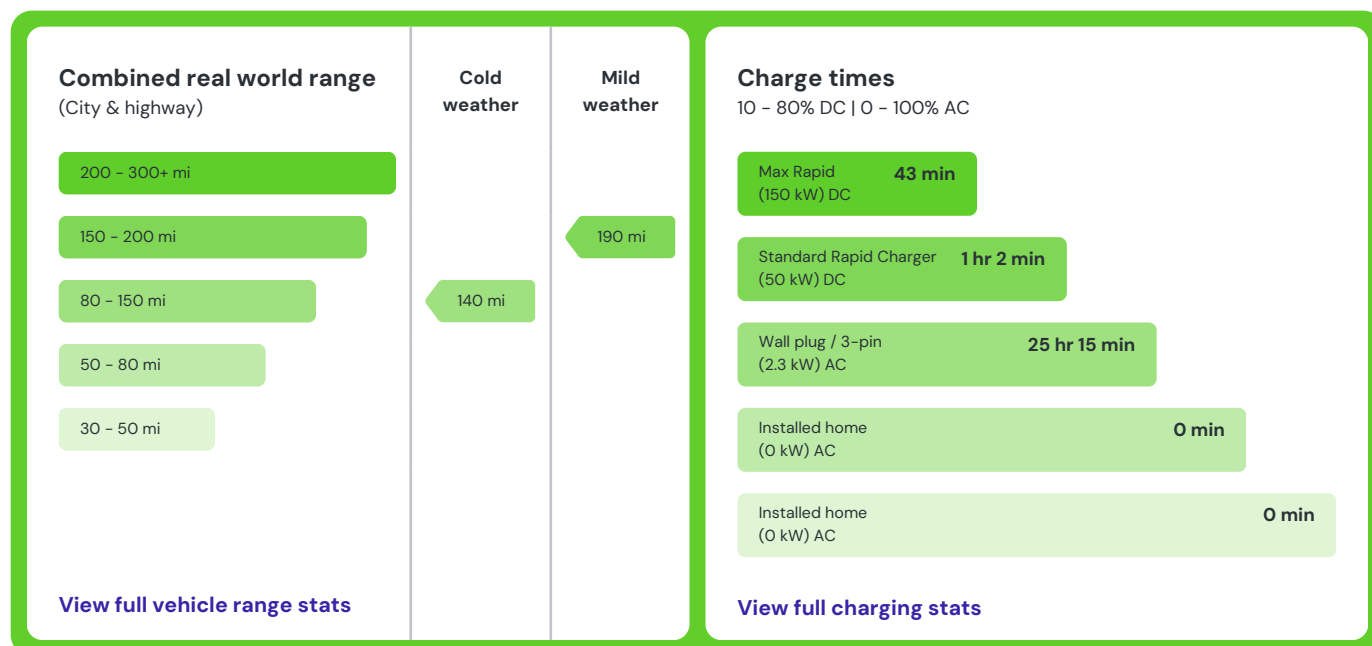 Combined real world range
(City & highway)
Cold
weather
Mild
weather
200 - 300+ mi
150 - 200 mi
190 mi
80 - 150 mi
140 mi
50 - 80 mi
30 - 50 mi
View full vehicle range stats
Charge times
10 - 80% DC | 0 - 100% AC
Max Rapid
(150 kW) DC
43 min
Standard Rapid Charger
(50 kW) DC
1 hr 2 min
Wall plug / 3-pin
(2.3 kW) AC
25 hr 15 min
Installed home
(0 kW) AC
0 min
Installed home
(0 kW) AC
0 min
View full charging stats